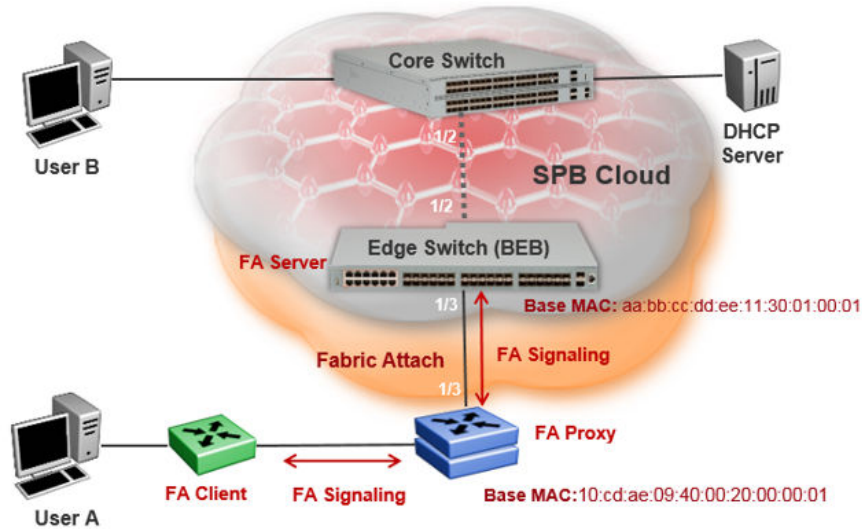 Core Switch
User B
DHCP
Server
1/2
SPB Cloud
1/2
Edge Switch (BEB)
FA Server
1/3
Base MAC: aa:bb:cc:dd:ee:11:30:01:00:01
Fabric Attach
FA Signaling
1/3
FA Proxy
FA Client
FA Signaling
Base MAC:10:cd:ae:09:40:00:20:00:00:01
User A